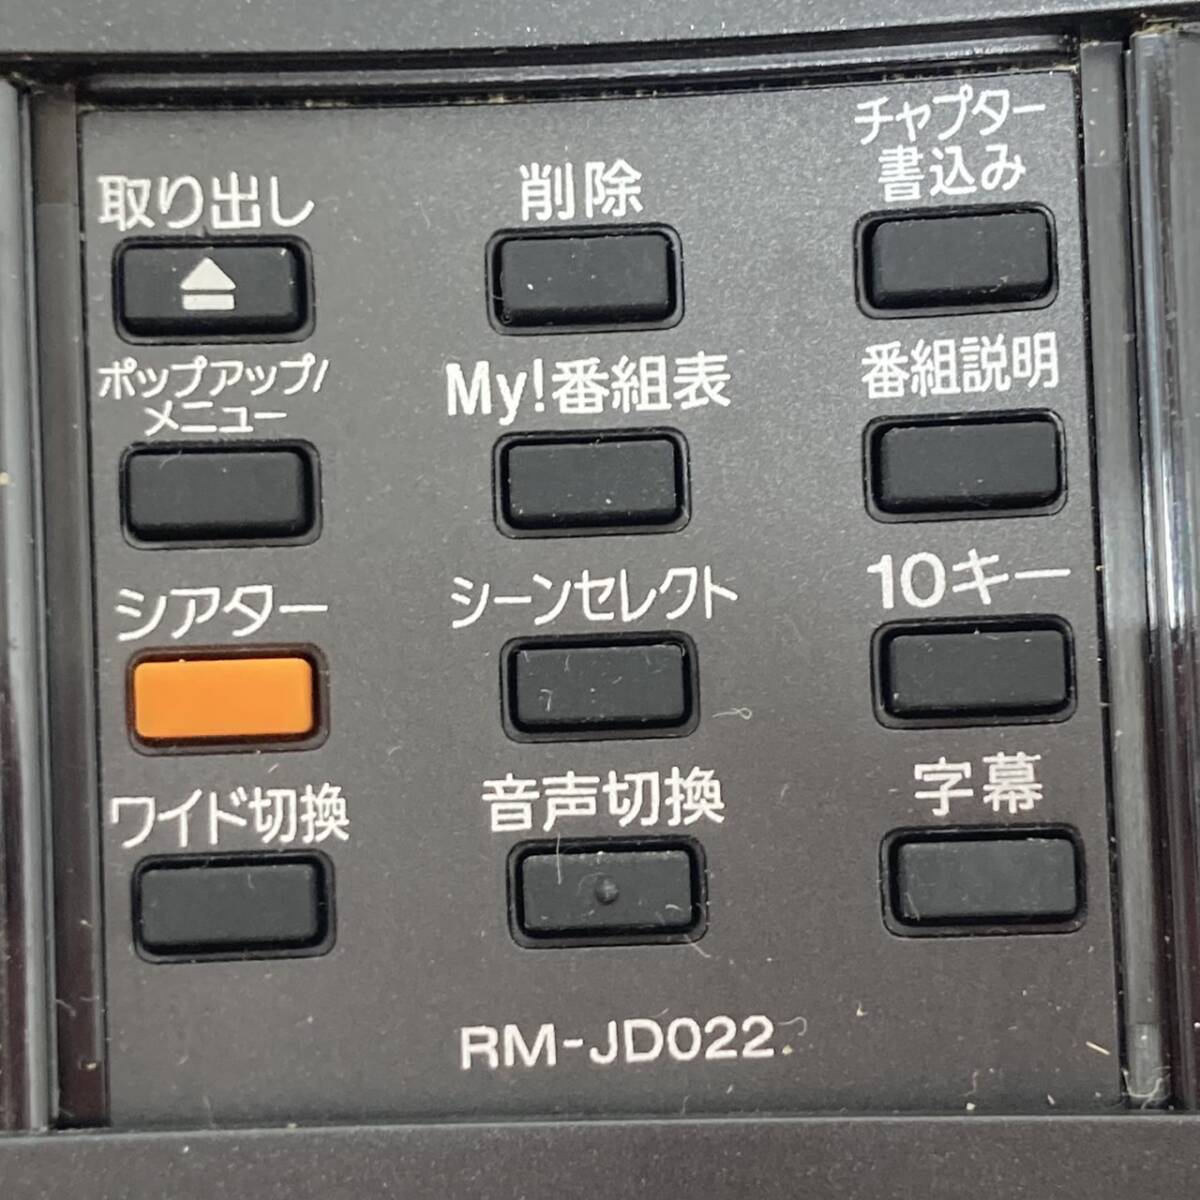 取り出し
削除
チャプター
書込み
ポップアップ/
メニュー
My!番組表
番組説明
シアター
シーンセレクト
10キー
ワイド切換
音声切換
字幕
RM-JD022